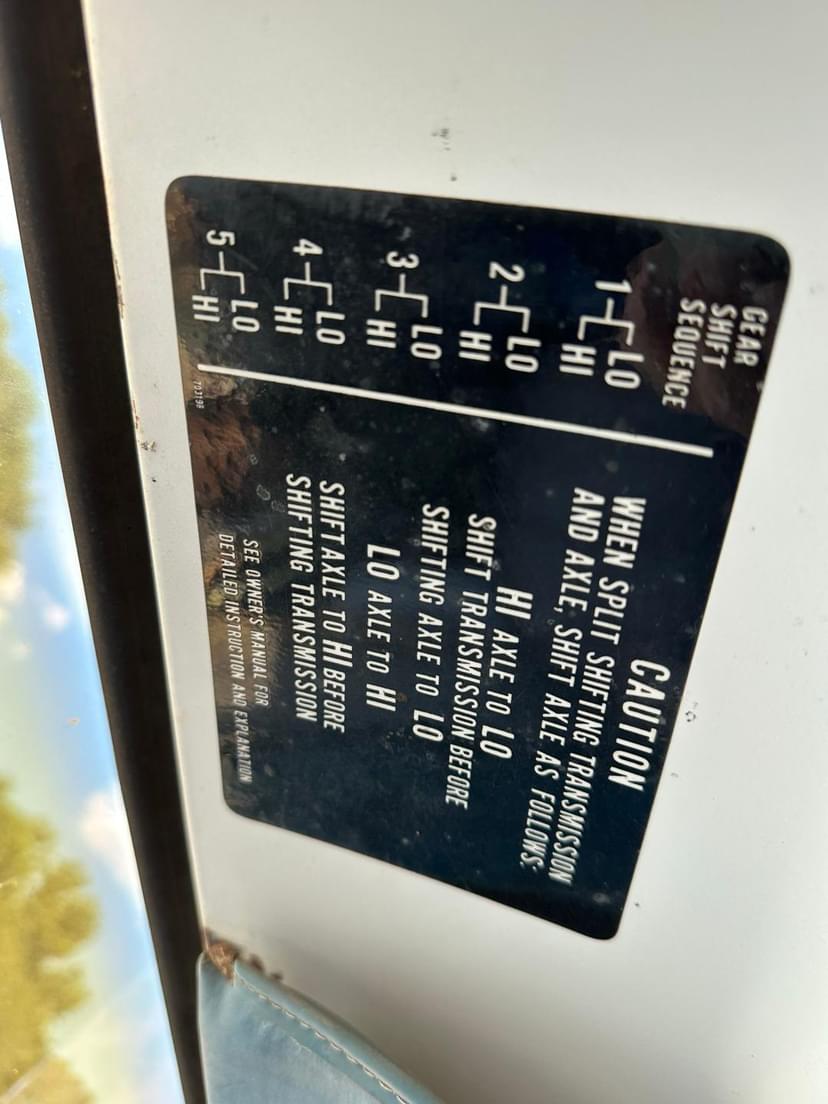 GEAR
SHIFT
SEQUENCE
1 LO
HI
2 LO
HI
3 LO
HI
4 LO
HI
5 LO
HI
CAUTION
WHEN SPLIT SHIFTING TRANSMISSION
AND AXLE, SHIFT AXLE AS FOLLOWS:
HI AXLE TO LO
SHIFT TRANSMISSION BEFORE
SHIFTING AXLE TO LO
LO AXLE TO HI
SHIFT AXLE TO HI BEFORE
SHIFTING TRANSMISSION
SEE OWNER'S MANUAL FOR
DETAILED INSTRUCTION AND EXPLANATION